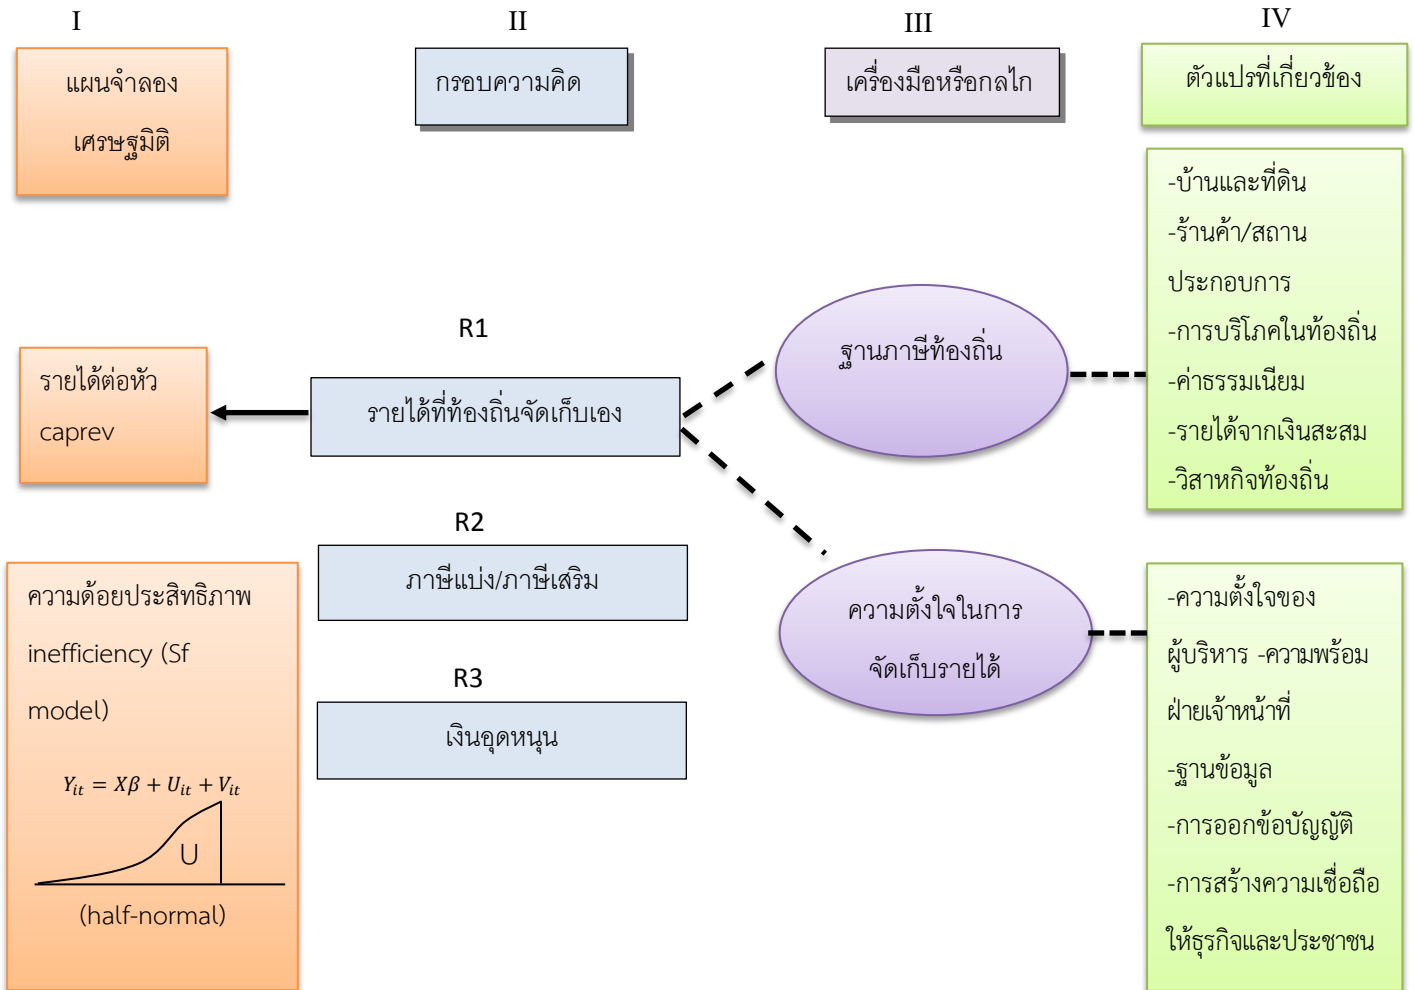 I
II
III
IV
แผนจำลอง
เศรษฐมิติ
กรอบความคิด
เครื่องมือหรือกลไก
ตัวแปรที่เกี่ยวข้อง
รายได้ต่อหัว
caprev
R1
รายได้ที่ท้องถิ่นจัดเก็บเอง
ฐานภาษีท้องถิ่น
-บ้านและที่ดิน
-ร้านค้า/สถาน
ประกอบการ
-การบริโภคในท้องถิ่น
-ค่าธรรมเนียม
-รายได้จากเงินสะสม
-วิสาหกิจท้องถิ่น
R2
ภาษีแบ่ง/ภาษีเสริม
R3
เงินอุดหนุน
ความด้อยประสิทธิภาพ
inefficiency (Sf
model)
Y_{it} = Xβ + U_{it} + V_{it}
U
(half-normal)
ความตั้งใจในการ
จัดเก็บรายได้
-ความตั้งใจของ
ผู้บริหาร -ความพร้อม
ฝ่ายเจ้าหน้าที่
-ฐานข้อมูล
-การออกข้อบัญญัติ
-การสร้างความเชื่อถือ
ให้ธุรกิจและประชาชน